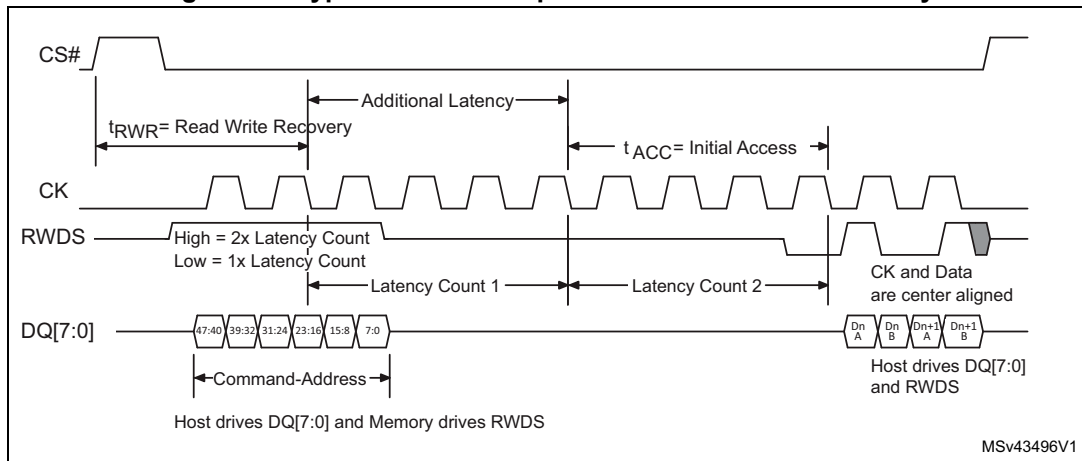 CS#
Additional Latency
tRWR= Read Write Recovery
tACC= Initial Access
CK
RWDS
High = 2x Latency Count
Low = 1x Latency Count
Latency Count 1
Latency Count 2
CK and Data
are center aligned
DQ[7:0]
47:40 39:32 31:24 23:16 15:8 7:0
Dn A Dn B Dn+1 A Dn+1 B
Command-Address
Host drives DQ[7:0]
and RWDS
Host drives DQ[7:0] and Memory drives RWDS
MSv43496V1